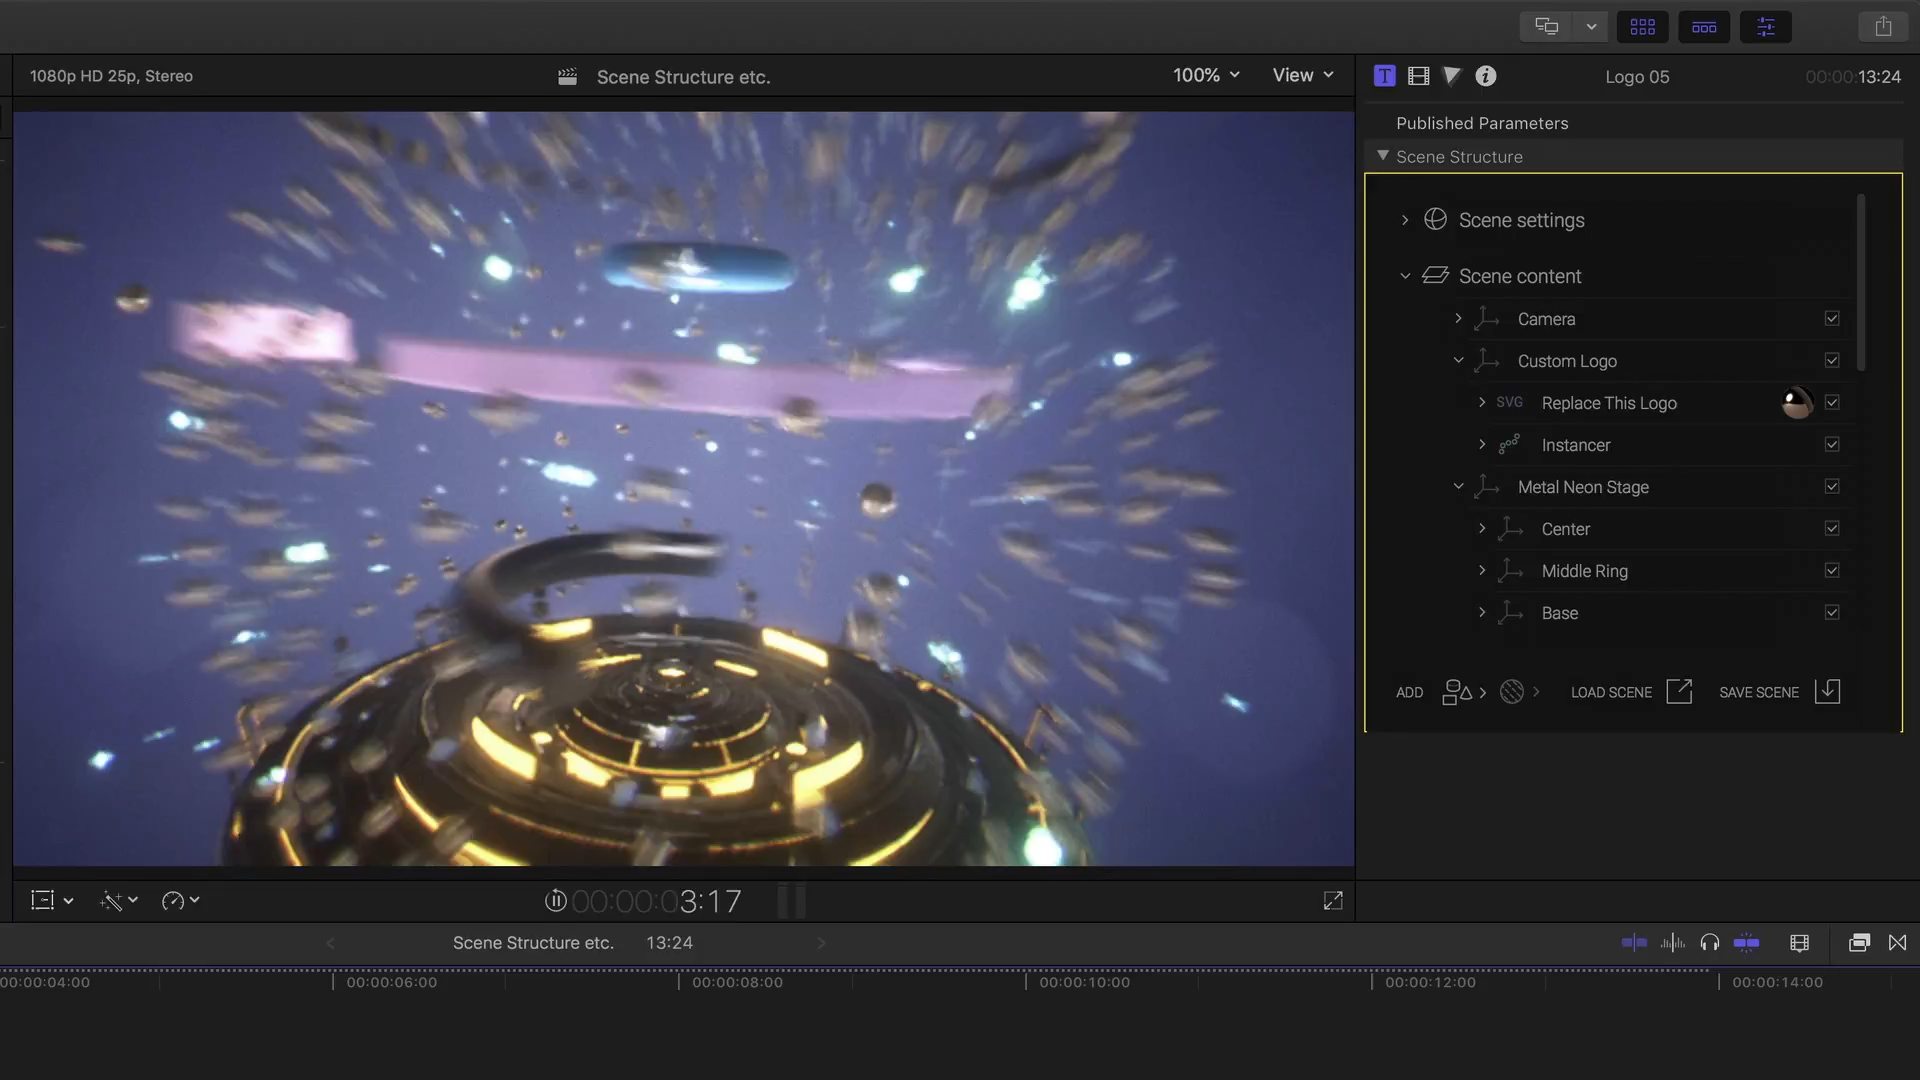 1080p HD 25p, Stereo
Scene Structure etc.
100%
View
Logo 05
00:00:13:24
Published Parameters
Scene Structure
Scene settings
Scene content
Camera
Custom Logo
SVG Replace This Logo
Instancer
Metal Neon Stage
Center
Middle Ring
Base
ADD
LOAD SCENE
SAVE SCENE
00:00:03:17
Scene Structure etc. 13:24
00:00:04:00
00:00:06:00
00:00:08:00
00:00:10:00
00:00:12:00
00:00:14:00